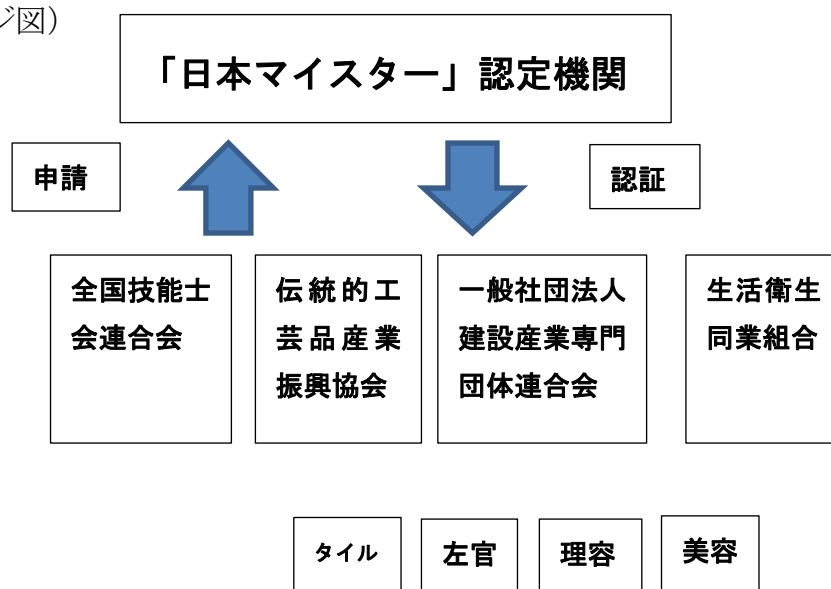 ジ図）
「日本マイスター」認定機関
申請
認証
全国技能士
会連合会
伝統的工
芸品産業
振興協会
一般社団法人
建設産業専門
団体連合会
生活衛生
同業組合
タイル
左官
理容
美容